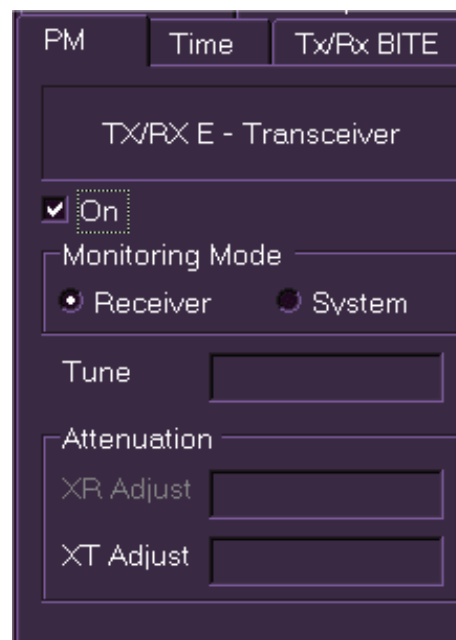 PM Time Tx/Rx BITE
TX/RX E - Transceiver
On
Monitoring Mode
Receiver System
Tune
Attenuation
XR Adjust
XT Adjust